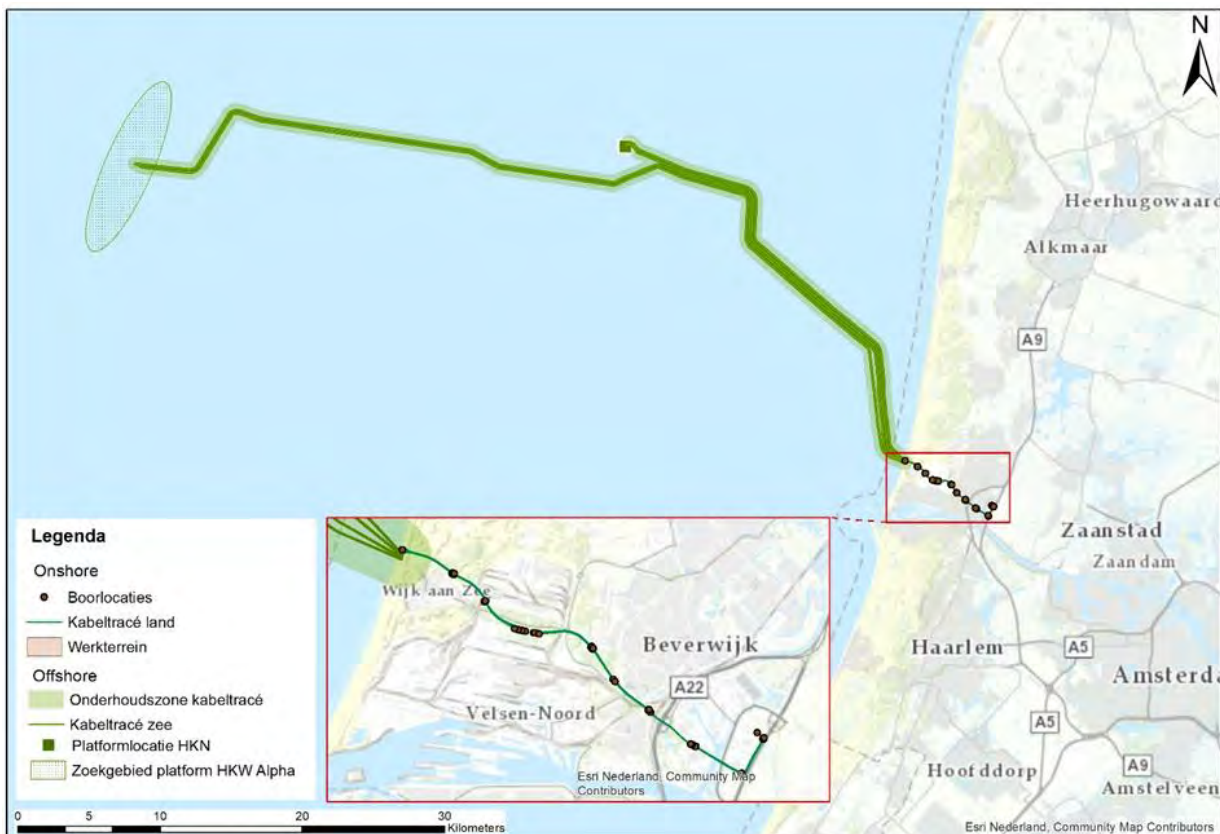 N
Heerhugowaard
Alkmaar
A9
Zaanstad
Zaandam
Haarlem
A5
Amsterda
A5
Hoofddorp
A9
Amstelveen
Wijk aan Zee
Beverwijk
A22
Velsen-Noord
Esri Nederland, Community Map
Contributors
Legenda
Onshore
Boorlocaties
Kabeltracé land
Werkterrein
Offshore
Onderhoudszone kabeltracé
Kabeltracé zee
Platformlocatie HKN
Zoekgebied platform HKW Alpha
0 5 10 20 30
Kilometers
Esri Nederland, Community Map Contributors